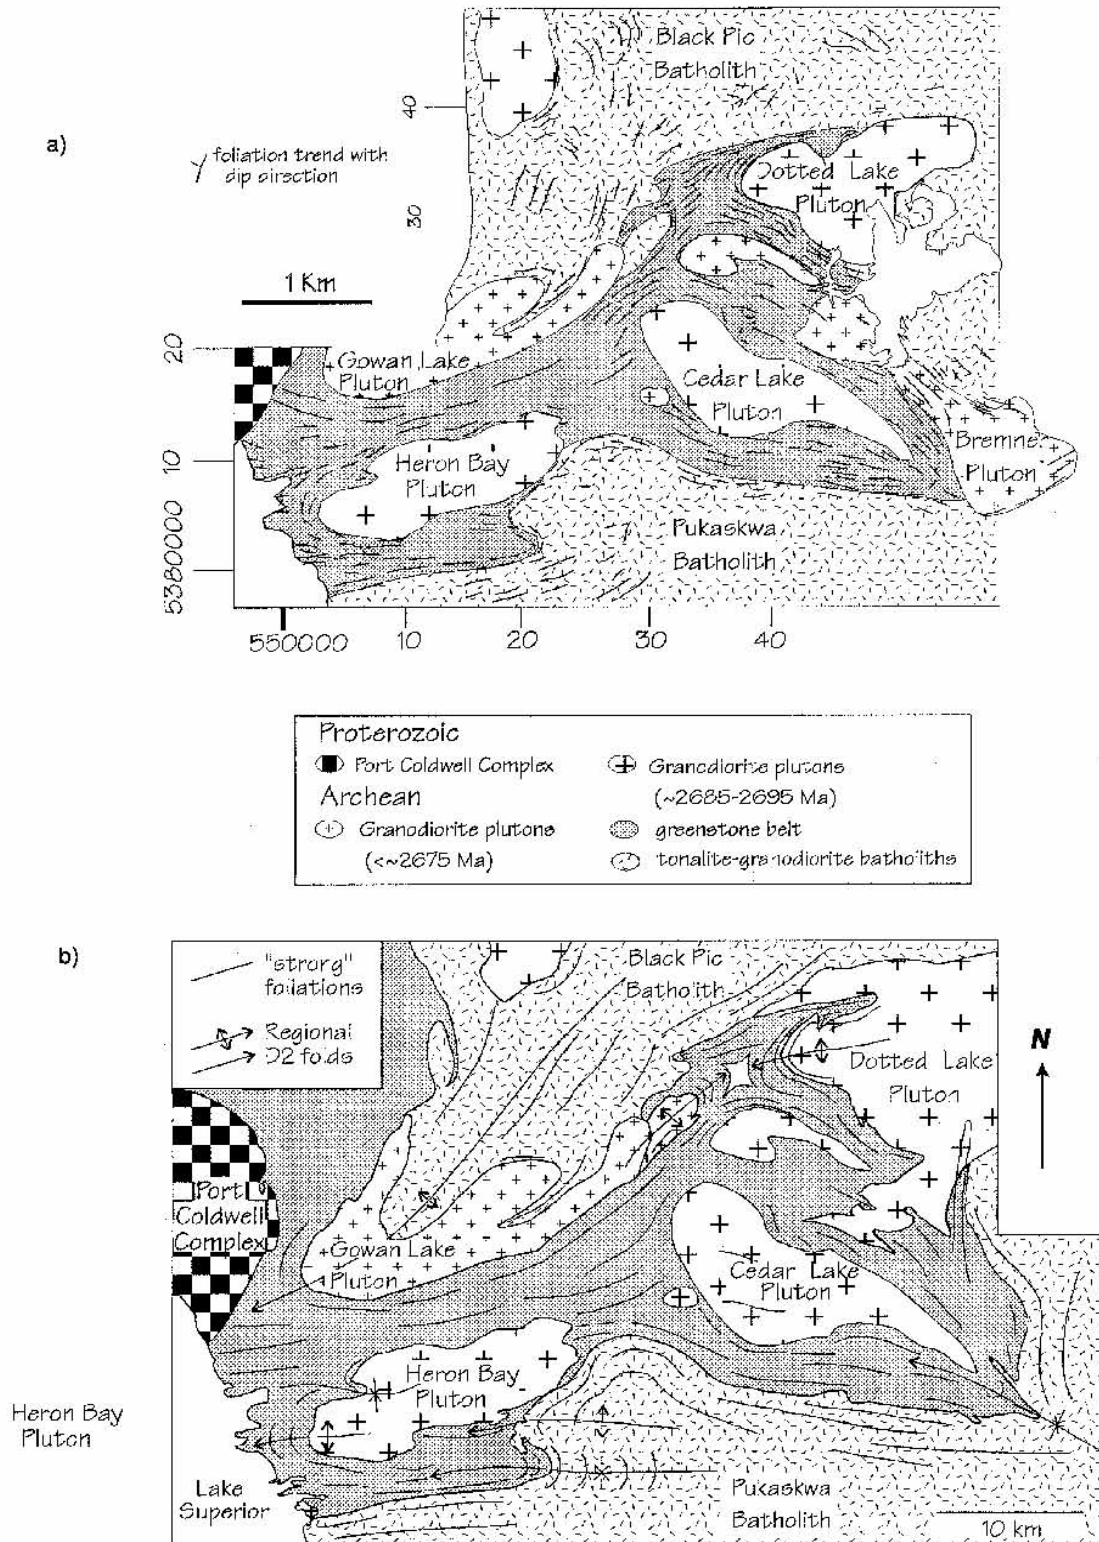 a)
foliation trend with
dip direction
1 Km
40
30
20
10
5380000
550000
10
20
30
40
Black Pic
Batholith
Dotted Lake
Pluton
Gowan Lake
Pluton
Cedar Lake
Pluton
Heron Bay
Pluton
Bremne
Pluton
Pukaskwa
Batholith
Proterozoic
Port Coldwell Complex
Archean
Granodiorite plutons
(<~2675 Ma)
Granodiorite plutons
(~2685-2695 Ma)
greenstone belt
tonalite-granodiorite batholiths
b)
"strong"
foliations
Regional
D2 folds
Black Pic
Batholith
N
Dotted Lake
Pluton
Port
Coldwell
Complex
Gowan Lake
Pluton
Cedar Lake
Pluton
Heron Bay
Pluton
Heron Bay
Pluton
Lake
Superior
Pukaskwa
Batholith
10 km